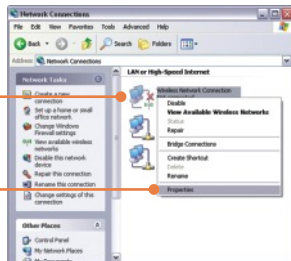 Network Connections
File Edit View Favorites Tools Advanced Help
Back Search Folders
Address Network Connections
Network Tasks
Create a new connection
Set up a home or small office network
Change Windows Firewall settings
View available wireless networks
Disable this network device
Repair this connection
Rename this connection
Change settings of this connection
Other Places
Control Panel
My Network Places
My Documents
LAN or High-Speed Internet
Wireless Network Connection
Disable
View Available Wireless Networks
Status
Repair
Bridge Connections
Create Shortcut
Delete
Rename
Properties